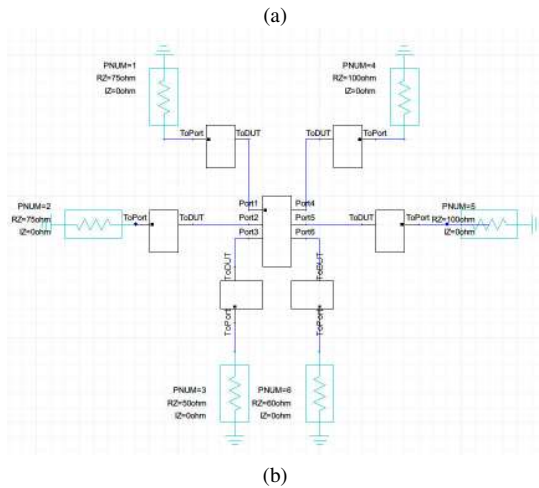 (a)
PNUM=1
RZ=75ohm
IZ=0ohm
PNUM=4
RZ=100ohm
IZ=0ohm
ToPort
ToDUT
ToDUT
ToPort
PNUM=2
RZ=75ohm
IZ=0ohm
ToPort
ToDUT
Port1
Port2
Port3
Port4
Port5
Port6
ToDUT
ToPort
PNUM=5
RZ=100ohm
IZ=0ohm
ToDUT
ToPort
ToDUT
ToPort
PNUM=3
RZ=50ohm
IZ=0ohm
PNUM=6
RZ=60ohm
IZ=0ohm
(b)